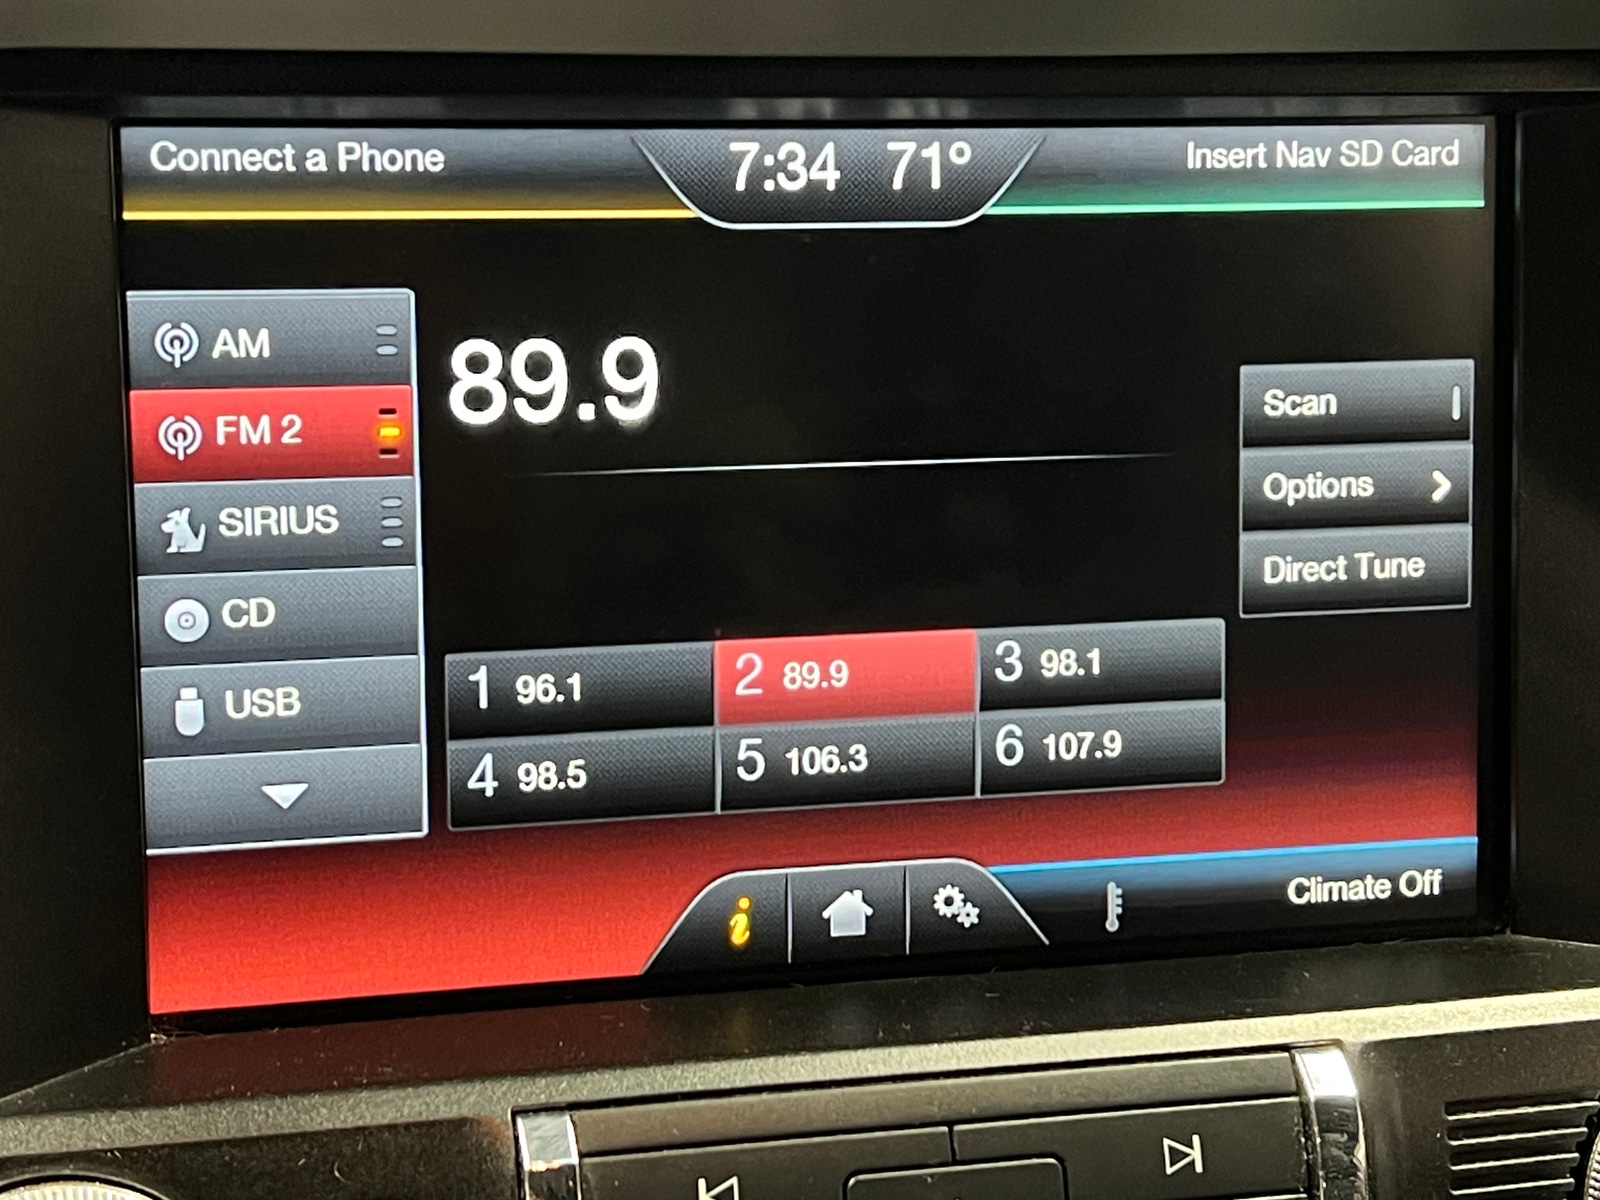 Connect a Phone
7:34 71°
Insert Nav SD Card
AM
FM 2
SIRIUS
CD
USB
89.9
Scan
Options
Direct Tune
1 96.1
2 89.9
3 98.1
4 98.5
5 106.3
6 107.9
i
Climate Off